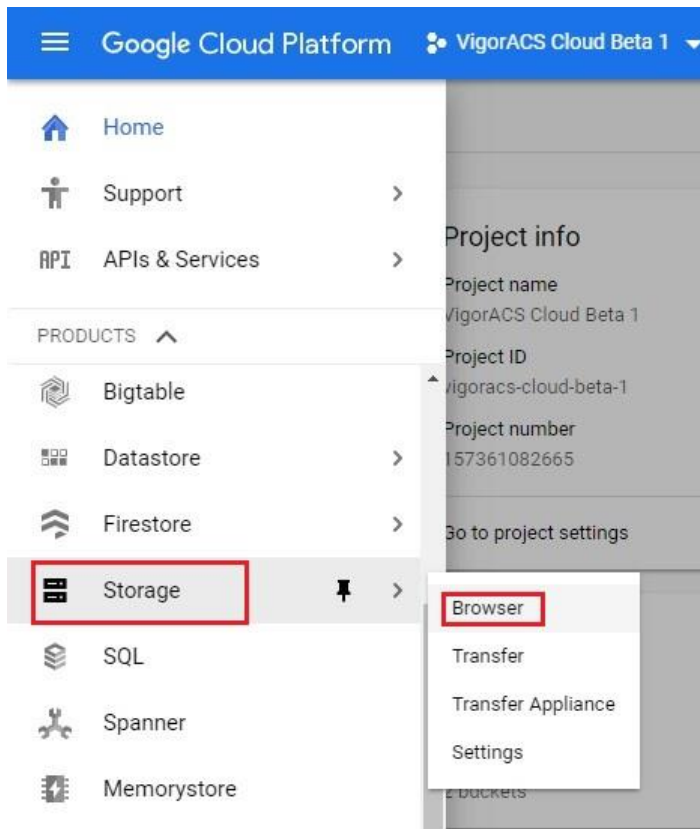 Google Cloud Platform VigorACS Cloud Beta 1
Home
Support
API APIs & Services
PRODUCTS
Bigtable
Datastore
Firestore
Storage
SQL
Spanner
Memorystore
Project info
Project name
VigorACS Cloud Beta 1
Project ID
vigoracs-cloud-beta-1
Project number
157361082665
Go to project settings
Browser
Transfer
Transfer Appliance
Settings
2 buckets